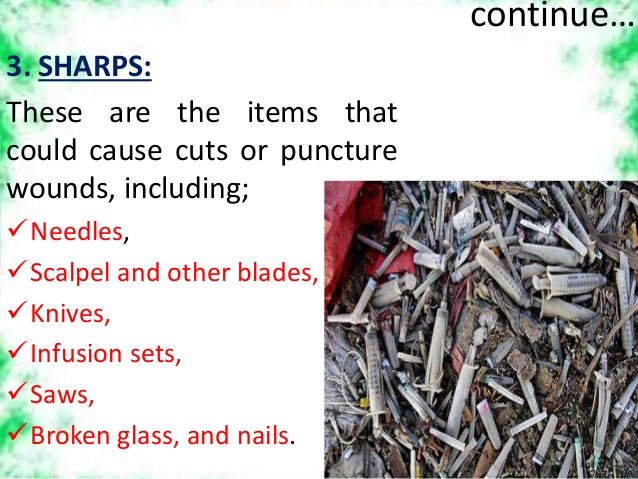 continue…
3. SHARPS:
These are the items that
could cause cuts or puncture
wounds, including;
✓Needles,
✓Scalpel and other blades,
✓Knives,
✓Infusion sets,
✓Saws,
✓Broken glass, and nails.